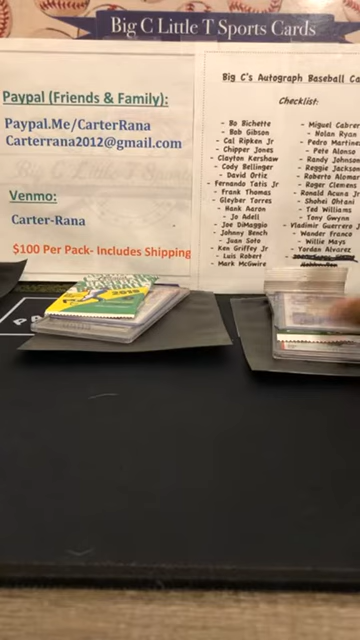 Big C Little T Sports Cards
Paypal (Friends & Family):
Paypal.Me/CarterRana
Carterrana2012@gmail.com
Venmo:
Carter-Rana
$100 Per Pack- Includes Shipping
Big C's Autograph Baseball Ca
Checklist:
- Bo Bichette
- Bob Gibson
- Cal Ripken Jr
- Chipper Jones
- Clayton Kershaw
- Cody Bellinger
- David Ortiz
- Fernando Tatis Jr
- Frank Thomas
- Gleyber Torres
- Hank Aaron
- Jo Adell
- Joe DiMaggio
- Johnny Bench
- Juan Soto
- Ken Griffey Jr
- Luis Robert
- Mark McGwire
- Miguel Cabrer
- Nolan Ryan
- Pedro Martine
- Pete Alonso
- Randy Johnson
- Reggie Jackson
- Roberto Alomar
- Roger Clemens
- Ronald Acuna Jr
- Shohei Ohtani
- Ted Williams
- Tony Gwynn
- Vladimir Guerrero J
- Wander Franco
- Willie Mays
- Yordan Alvarez
2018